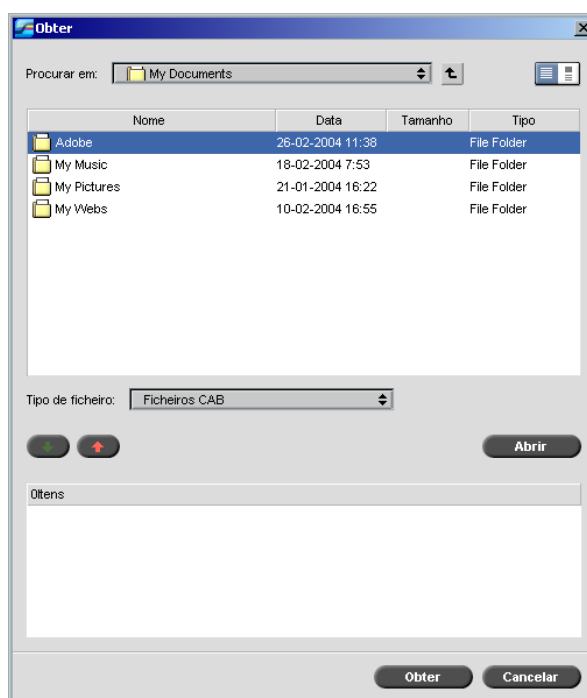 Obter
Procurar em: My Documents
Nome Data Tamanho Tipo
Adobe 26-02-2004 11:38 File Folder
My Music 18-02-2004 7:53 File Folder
My Pictures 21-01-2004 16:22 File Folder
My Webs 10-02-2004 16:55 File Folder
Tipo de ficheiro: Ficheiros CAB
Abrir
0Itens
Obter Cancelar